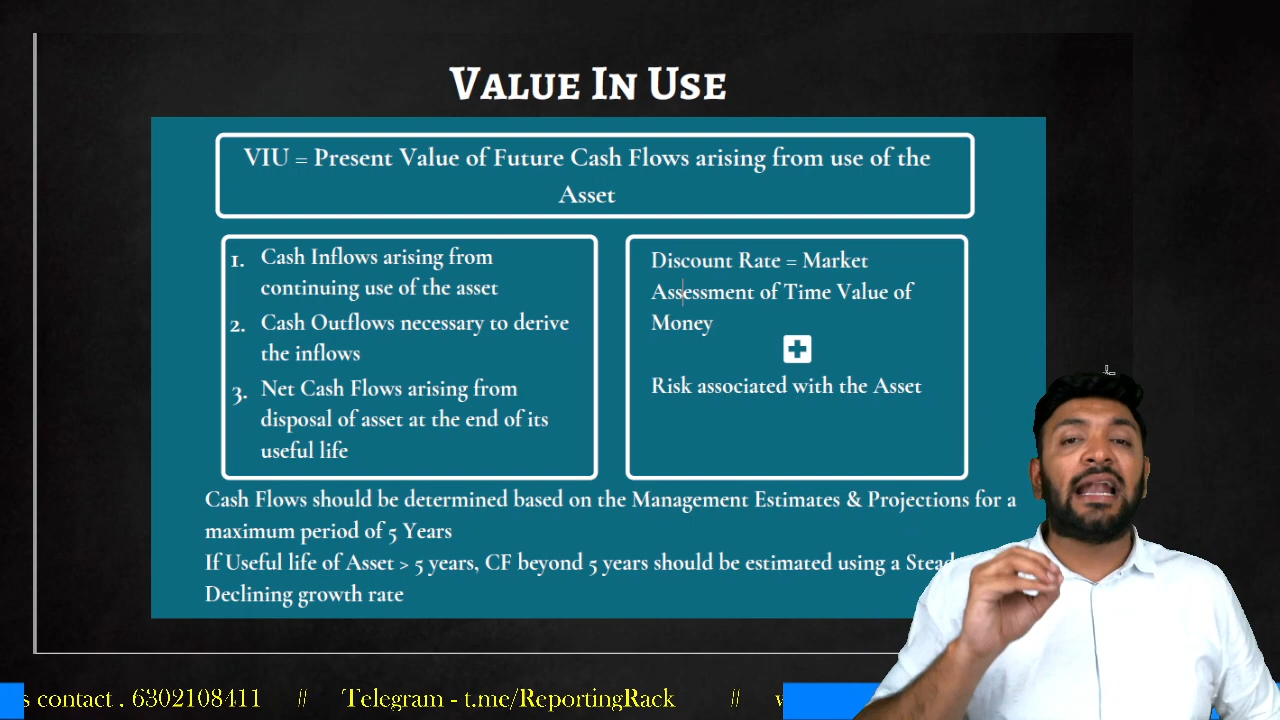 VALUE IN USE
VIU = Present Value of Future Cash Flows arising from use of the
Asset
1. Cash Inflows arising from
continuing use of the asset
2. Cash Outflows necessary to derive
the inflows
3. Net Cash Flows arising from
disposal of asset at the end of its
useful life
Discount Rate = Market
Assessment of Time Value of
Money
Risk associated with the Asset
Cash Flows should be determined based on the Management Estimates & Projections for a
maximum period of 5 Years
If Useful life of Asset > 5 years, CF beyond 5 years should be estimated using a
Declining growth rate
contact . 6302108411 // Telegram - t.me/ReportingRack //